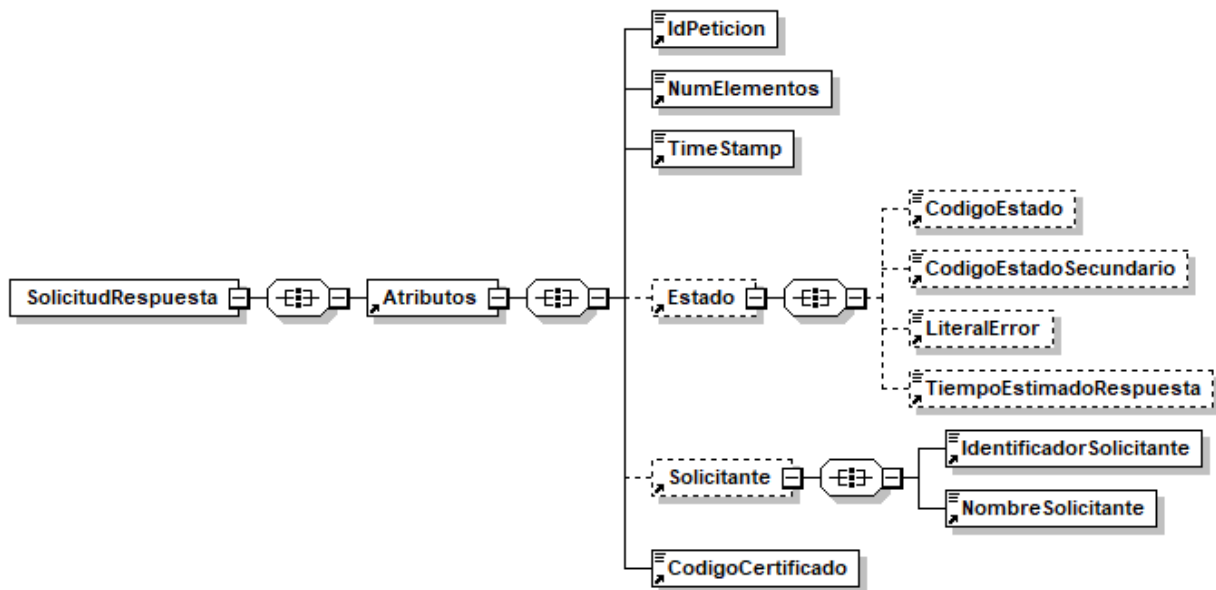 IdPeticion
NumElementos
TimeStamp
CodigoEstado
CodigoEstadoSecundario
SolicitudRespuesta
Atributos
Estado
LiteralError
TiempoEstimadoRespuesta
IdentificadorSolicitante
Solicitante
NombreSolicitante
CodigoCertificado